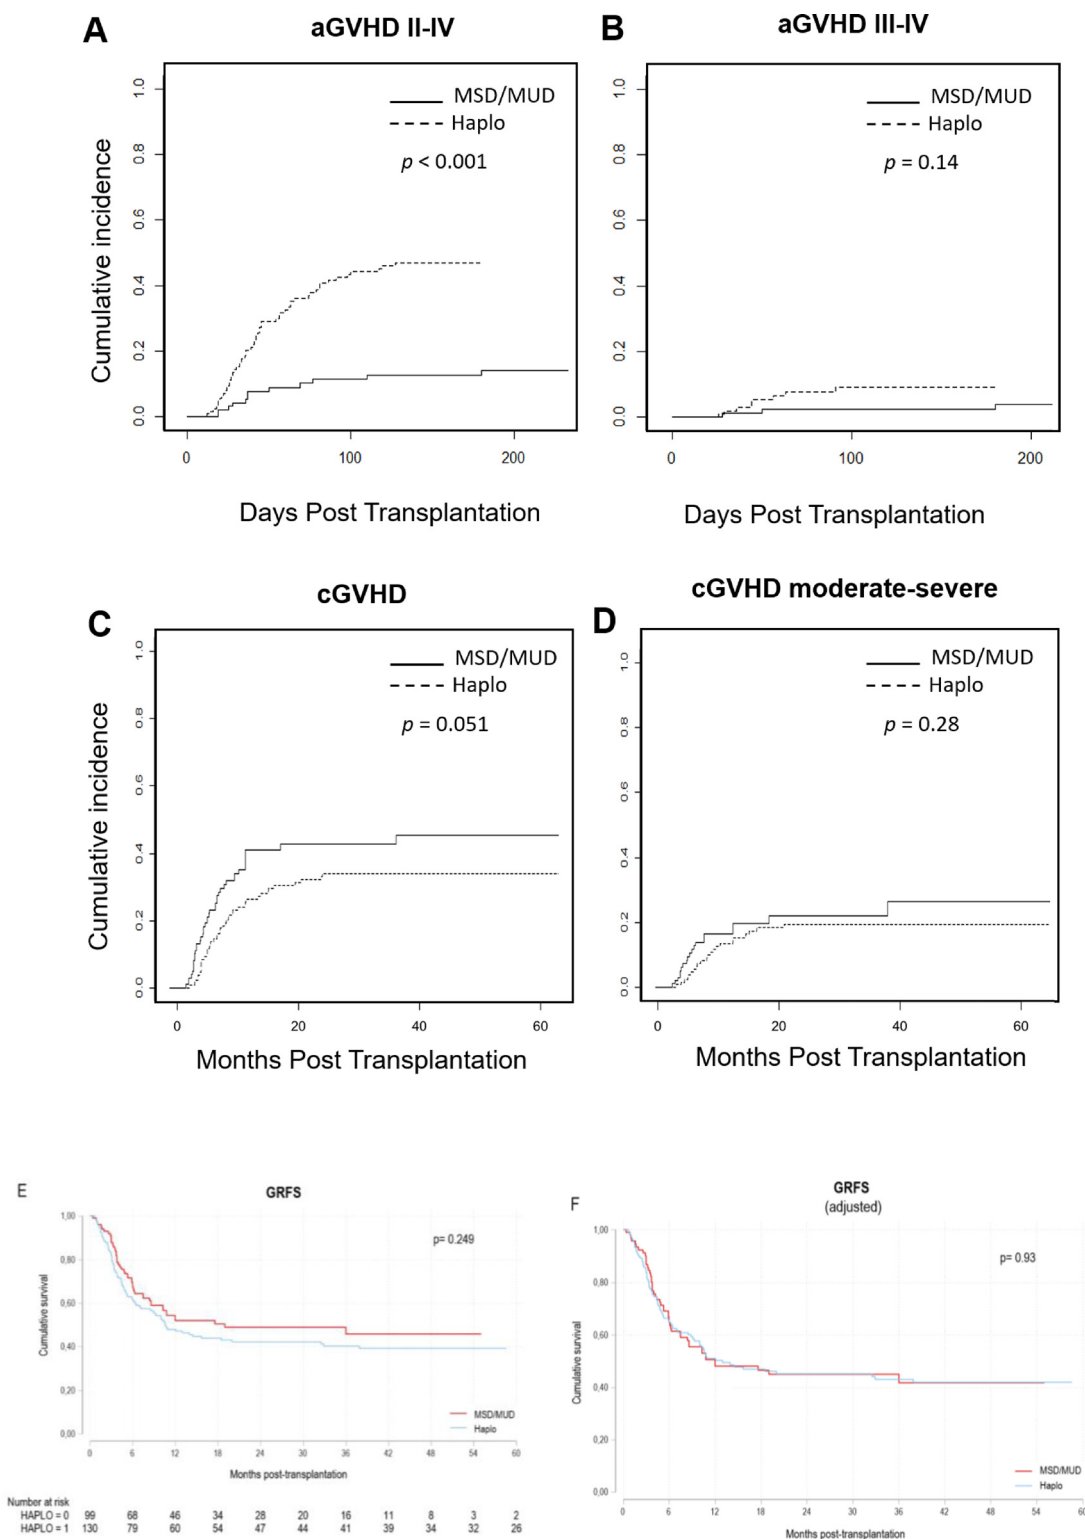 A
aGVHD II-IV
MSD/MUD
Haplo
p < 0.001
Cumulative incidence
1.0
0.8
0.6
0.4
0.2
0.0
0
100
200
Days Post Transplantation
B
aGVHD III-IV
MSD/MUD
Haplo
p = 0.14
1.0
0.8
0.6
0.4
0.2
0.0
0
100
200
Days Post Transplantation
C
cGVHD
MSD/MUD
Haplo
p = 0.051
Cumulative incidence
1.0
0.8
0.6
0.4
0.2
0.0
0
20
40
60
Months Post Transplantation
D
cGVHD moderate-severe
MSD/MUD
Haplo
p = 0.28
1.0
0.8
0.6
0.4
0.2
0.0
0
20
40
60
Months Post Transplantation
E
GRFS
p= 0.249
Cumulative survival
1,00
0,80
0,60
0,40
0,20
0,00
MSD/MUD
Haplo
0 6 12 18 24 30 36 42 48 54 60
Months post-transplantation
Number at risk
HAPLO = 0 99 68 46 34 28 20 16 11 8 3 2
HAPLO = 1 130 79 60 54 47 44 41 39 34 32 26
F
GRFS
(adjusted)
p= 0.93
Cumulative survival
1,00
0,80
0,60
0,40
0,20
0,00
MSD/MUD
Haplo
0 6 12 18 24 30 36 42 48 54 60
Months post-transplantation